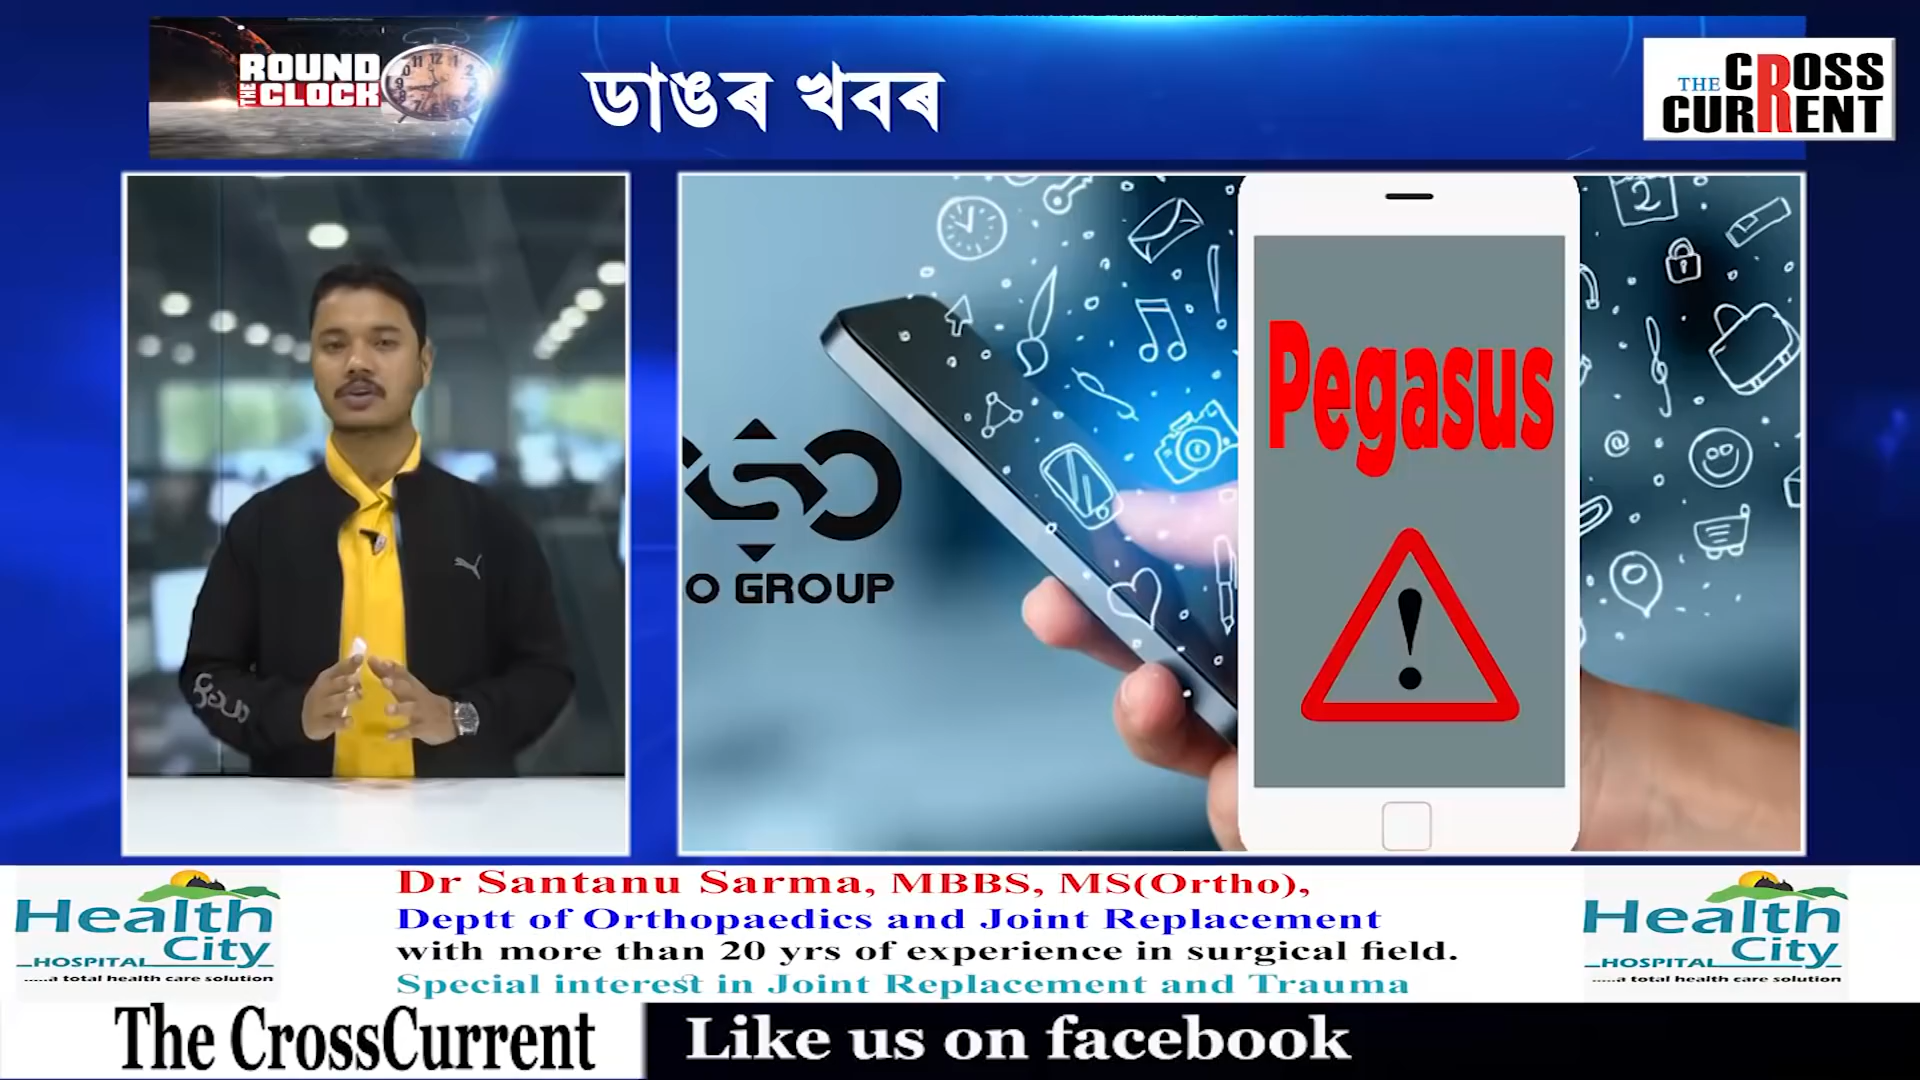 ROUND
THE CLOCK
ডাঙৰ খবৰ
THE CROSS
CURRENT
Pegasus
!
O GROUP
Health
City
HOSPITAL
.....a total health care solution
Dr Santanu Sarma, MBBS, MS(Ortho),
Deptt of Orthopaedics and Joint Replacement
with more than 20 yrs of experience in surgical field.
Special interest in Joint Replacement and Trauma
Health
City
HOSPITAL
.....a total health care solution
The CrossCurrent
Like us on facebook